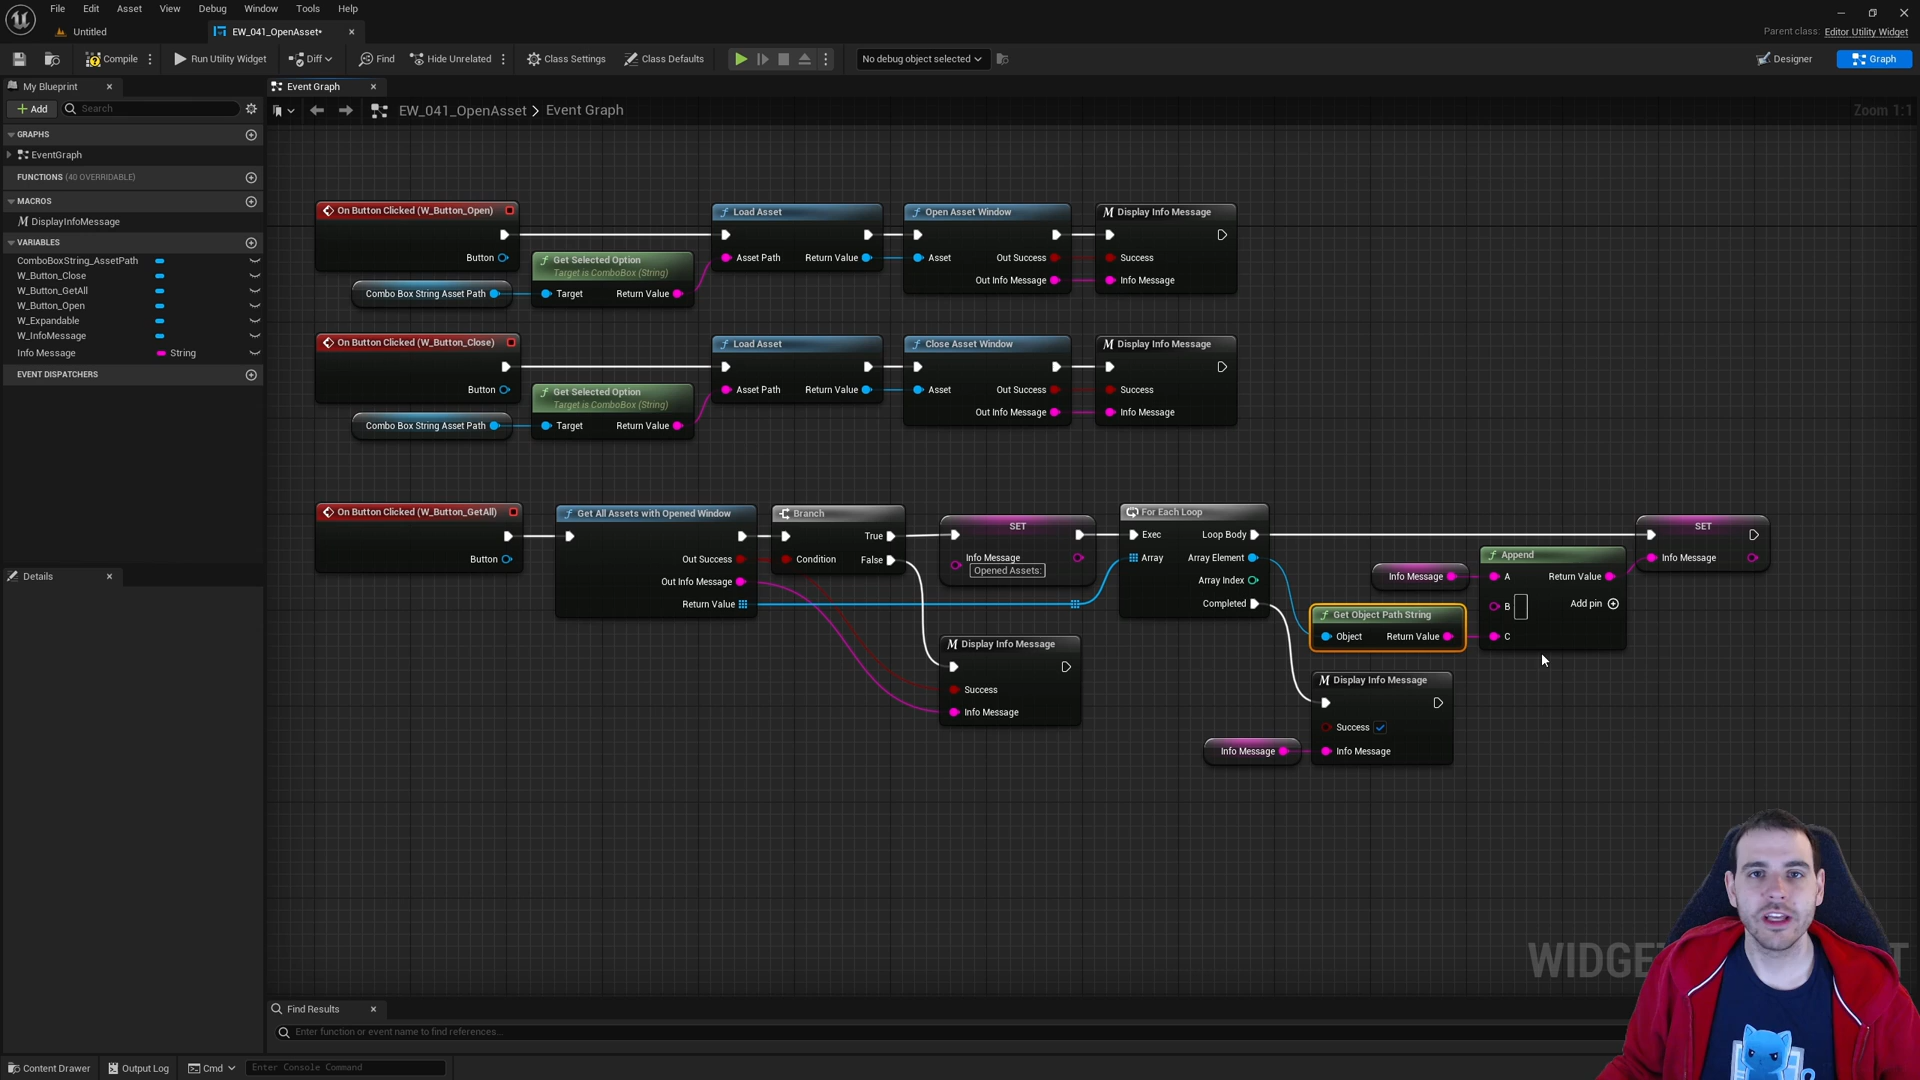 File Edit Asset View Debug Window Tools Help
Untitled
EW_041_OpenAsset•
Parent class: Editor Utility Widget
Compile
Run Utility Widget
Diff
Find
Hide Unrelated
Class Settings
Class Defaults
No debug object selected
Designer
Graph
My Blueprint
Add
Search
GRAPHS
EventGraph
FUNCTIONS (40 OVERRIDABLE)
MACROS
DisplayInfoMessage
VARIABLES
ComboBoxString_AssetPath
W_Button_Close
W_Button_GetAll
W_Button_Open
W_Expandable
W_InfoMessage
Info Message String
EVENT DISPATCHERS
Details
Event Graph
EW_041_OpenAsset > Event Graph
Zoom 1:1
On Button Clicked (W_Button_Open)
Button
Combo Box String Asset Path
Get Selected Option
Target is ComboBox (String)
Target Return Value
Load Asset
Asset Path Return Value
Open Asset Window
Asset Out Success
Out Info Message
Display Info Message
Success
Info Message
On Button Clicked (W_Button_Close)
Button
Combo Box String Asset Path
Get Selected Option
Target is ComboBox (String)
Target Return Value
Load Asset
Asset Path Return Value
Close Asset Window
Asset Out Success
Out Info Message
Display Info Message
Success
Info Message
On Button Clicked (W_Button_GetAll)
Button
Get All Assets with Opened Window
Out Success
Out Info Message
Return Value
Branch
True
Condition False
SET
Info Message
Opened Assets:
Display Info Message
Success
Info Message
For Each Loop
Exec Loop Body
Array Array Element
Array Index
Completed
Info Message
Get Object Path String
Object Return Value
Append
A Return Value
B Add pin
C
SET
Info Message
Display Info Message
Success
Info Message
Info Message
Find Results
Enter function or event name to find references...
Content Drawer
Output Log
Cmd
Enter Console Command